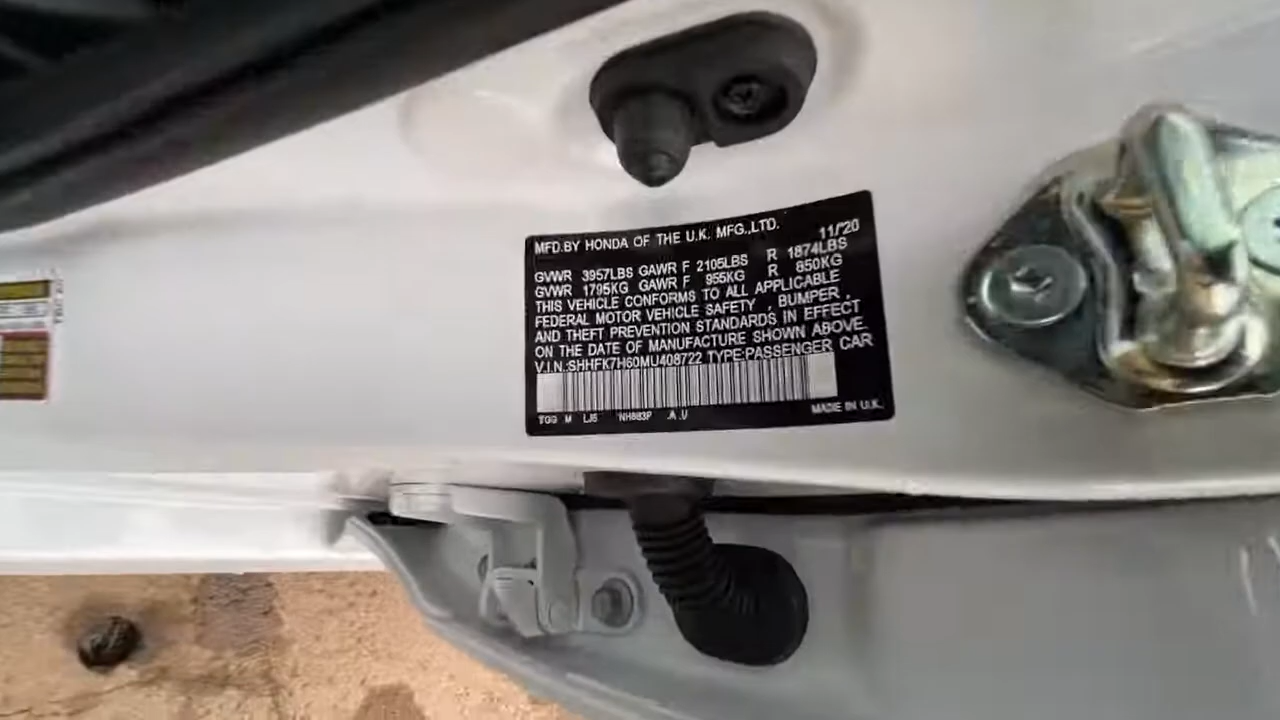 MFD.BY HONDA OF THE U.K. MFG.,LTD. 11/'20
GVWR 3957LBS GAWR F 2105LBS R 1874LBS
GVWR 1795KG GAWR F 955KG R 850KG
THIS VEHICLE CONFORMS TO ALL APPLICABLE
FEDERAL MOTOR VEHICLE SAFETY , BUMPER ,
AND THEFT PREVENTION STANDARDS IN EFFECT
ON THE DATE OF MANUFACTURE SHOWN ABOVE.
V.I.N.:SHHFK7H60MU408722 TYPE:PASSENGER CAR
TGG M LJ5 NH883P .A .U MADE IN U.K.